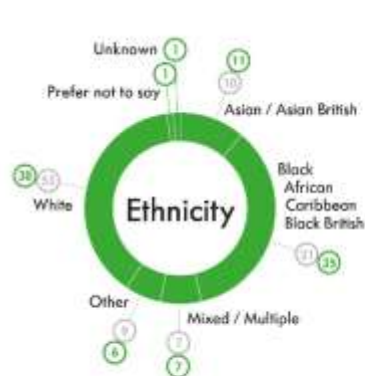 Unknown 1
1
11
Prefer not to say
10
Asian / Asian British
Black
African
Caribbean
Black British
38
White
Ethnicity
35
Other
9
6
Mixed / Multiple
7
7